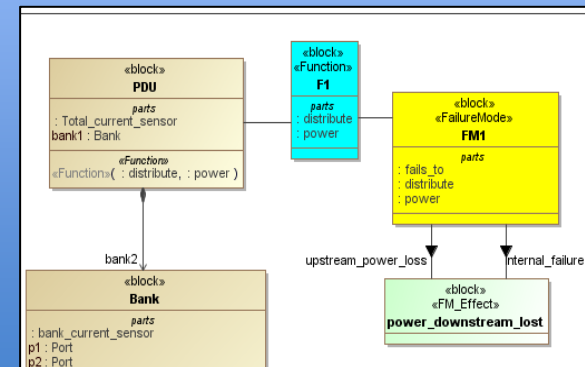 «block»
PDU
parts
: Total_current_sensor
bank1 : Bank
«Function»
«Function»( : distribute, : power )
«block»
«Function»
F1
parts
: distribute
: power
«block»
«FailureMode»
FM1
parts
: fails_to
: distribute
: power
bank2
upstream_power_loss
nternal_failure
«block»
Bank
parts
: bank_current_sensor
p1 : Port
p2 : Port
«block»
«FM_Effect»
power_downstream_lost